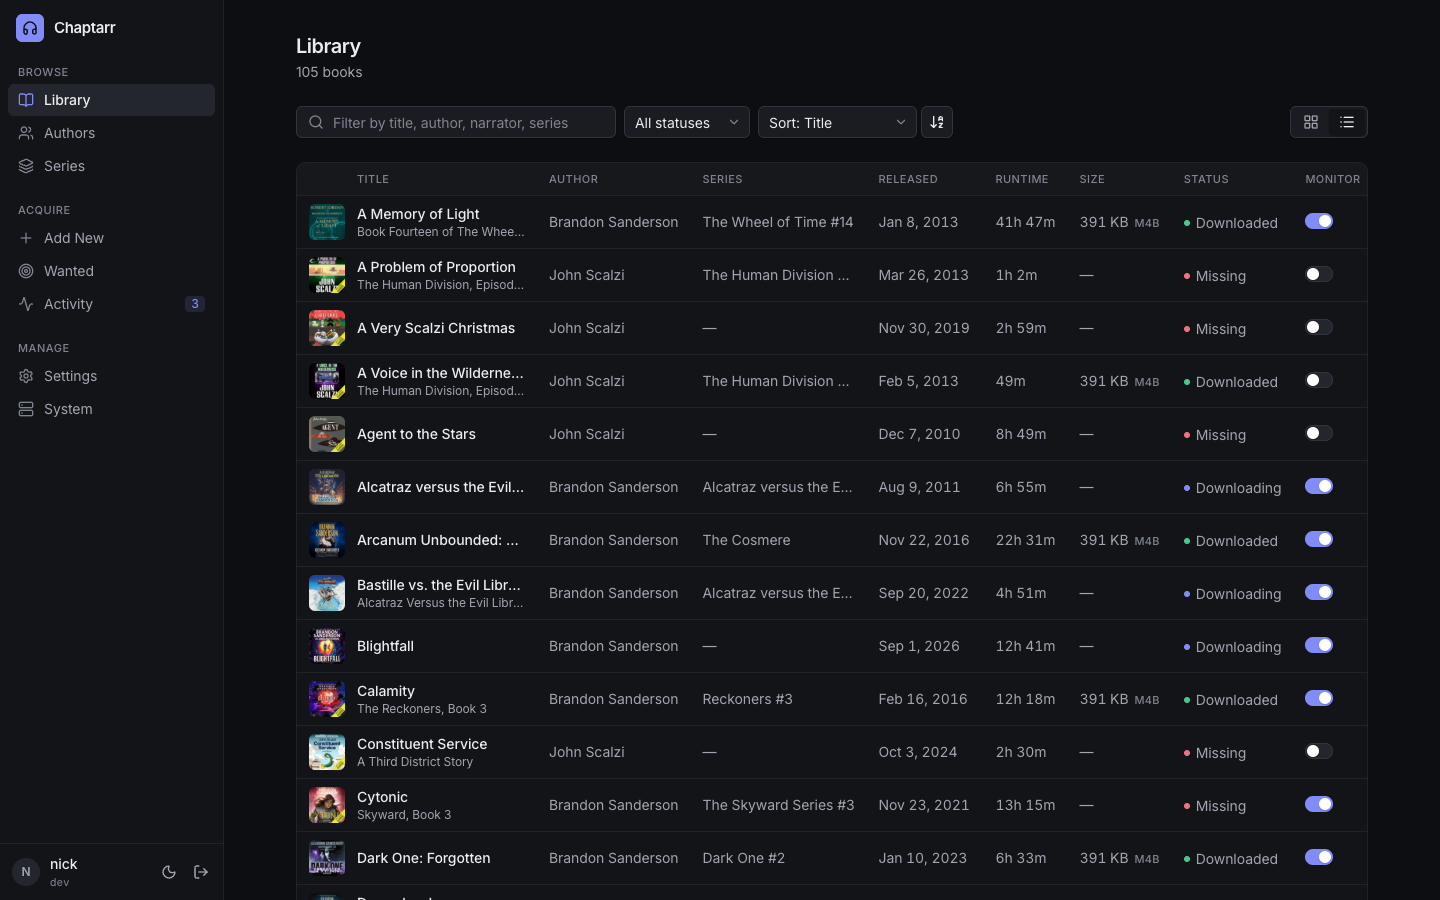 Chaptarr
BROWSE
Library
Authors
Series
ACQUIRE
Add New
Wanted
Activity
3
MANAGE
Settings
System
N
nick
dev
Library
105 books
Filter by title, author, narrator, series
All statuses
Sort: Title
TITLE AUTHOR SERIES RELEASED RUNTIME SIZE STATUS MONITOR
A Memory of Light Brandon Sanderson The Wheel of Time #14 Jan 8, 2013 41h 47m 391 KB M4B Downloaded
Book Fourteen of The Whee...
A Problem of Proportion John Scalzi The Human Division ... Mar 26, 2013 1h 2m — Missing
The Human Division, Episod...
A Very Scalzi Christmas John Scalzi — Nov 30, 2019 2h 59m — Missing
A Voice in the Wilderne... John Scalzi The Human Division ... Feb 5, 2013 49m 391 KB M4B Downloaded
The Human Division, Episod...
Agent to the Stars John Scalzi — Dec 7, 2010 8h 49m — Missing
Alcatraz versus the Evil... Brandon Sanderson Alcatraz versus the E... Aug 9, 2011 6h 55m — Downloading
Arcanum Unbounded: ... Brandon Sanderson The Cosmere Nov 22, 2016 22h 31m 391 KB M4B Downloaded
Bastille vs. the Evil Libr... Brandon Sanderson Alcatraz versus the E... Sep 20, 2022 4h 51m — Downloading
Alcatraz Versus the Evil Libr...
Blightfall Brandon Sanderson — Sep 1, 2026 12h 41m — Downloading
Calamity Brandon Sanderson Reckoners #3 Feb 16, 2016 12h 18m 391 KB M4B Downloaded
The Reckoners, Book 3
Constituent Service John Scalzi — Oct 3, 2024 2h 30m — Missing
A Third District Story
Cytonic Brandon Sanderson The Skyward Series #3 Nov 23, 2021 13h 15m — Missing
Skyward, Book 3
Dark One: Forgotten Brandon Sanderson Dark One #2 Jan 10, 2023 6h 33m 391 KB M4B Downloaded